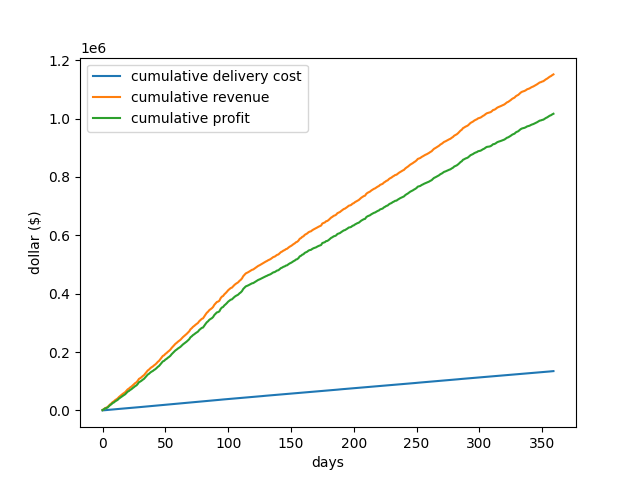 1e6
1.2
1.0
0.8
0.6
0.4
0.2
0.0
dollar ($)
cumulative delivery cost
cumulative revenue
cumulative profit
0 50 100 150 200 250 300 350
days